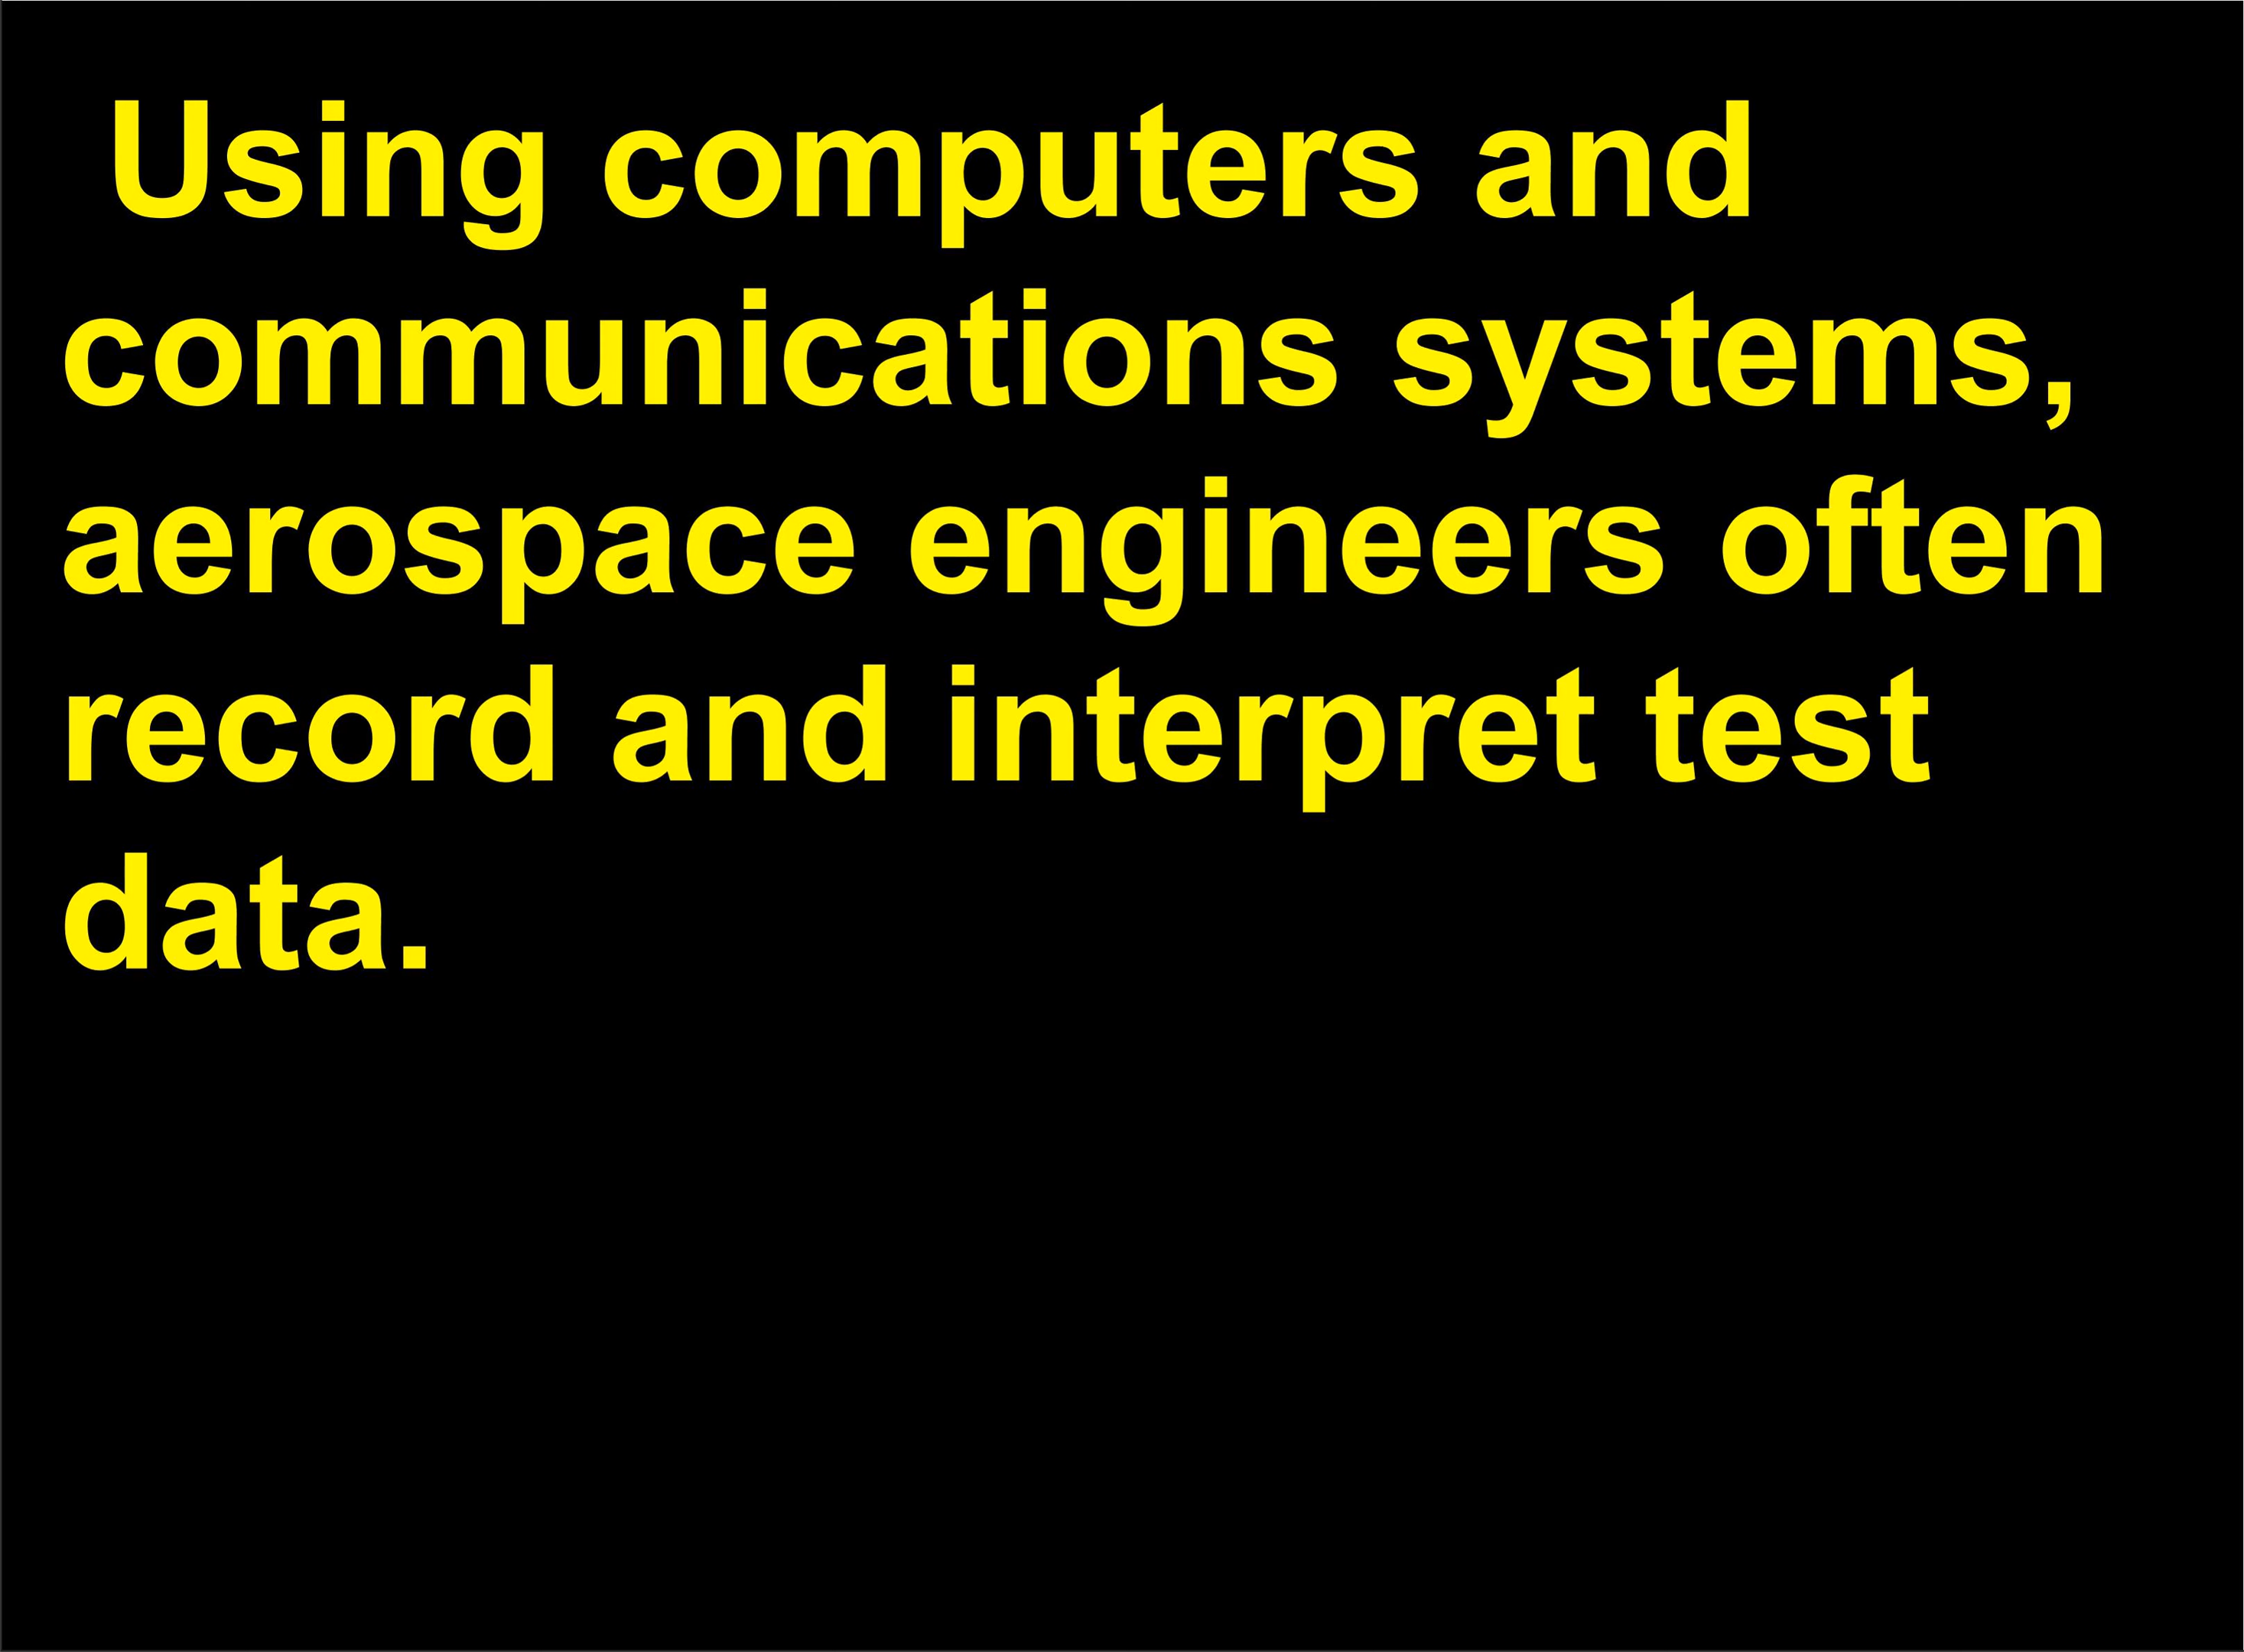 Using computers and
communications systems,
aerospace engineers often
record and interpret test
data.